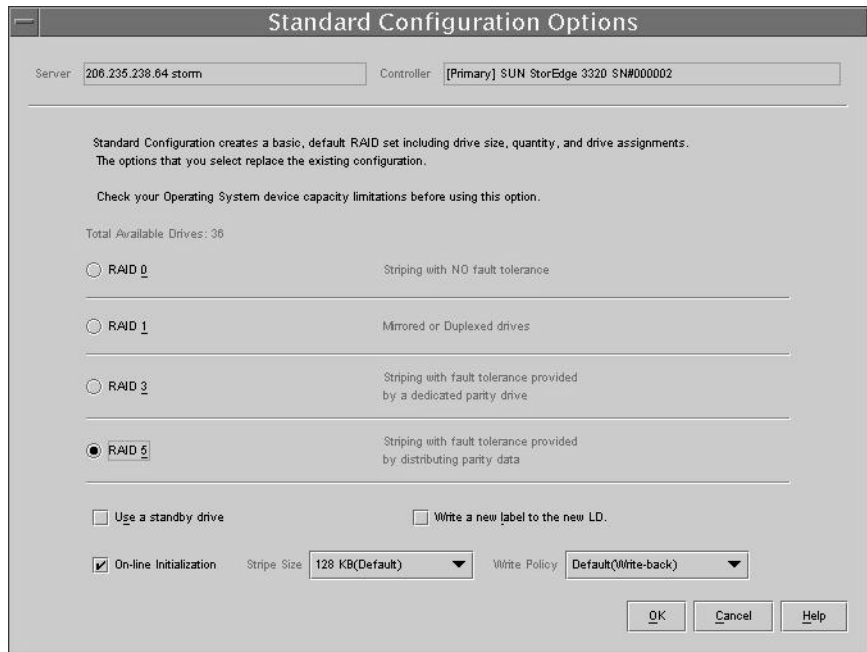 Standard Configuration Options
Server 206.235.238.64 storm Controller [Primary] SUN StorEdge 3320 SN#000002
Standard Configuration creates a basic, default RAID set including drive size, quantity, and drive assignments.
The options that you select replace the existing configuration.
Check your Operating System device capacity limitations before using this option.
Total Available Drives: 36
RAID 0 Striping with NO fault tolerance
RAID 1 Mirrored or Duplexed drives
RAID 3 Striping with fault tolerance provided
by a dedicated parity drive
RAID 5 Striping with fault tolerance provided
by distributing parity data
Use a standby drive Write a new label to the new LD.
On-line Initialization Stripe Size 128 KB(Default) Write Policy Default(Write-back)
OK Cancel Help